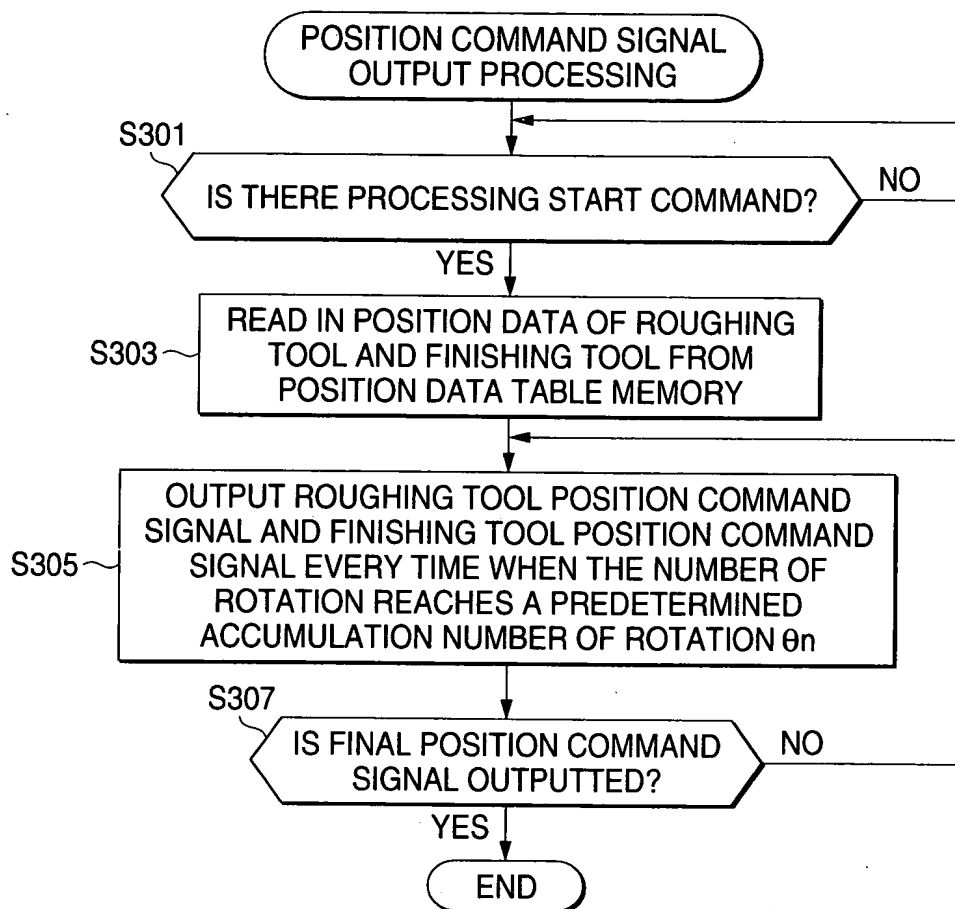 POSITION COMMAND SIGNAL
OUTPUT PROCESSING
S301
IS THERE PROCESSING START COMMAND?
NO
YES
S303
READ IN POSITION DATA OF ROUGHING
TOOL AND FINISHING TOOL FROM
POSITION DATA TABLE MEMORY
S305
OUTPUT ROUGHING TOOL POSITION COMMAND
SIGNAL AND FINISHING TOOL POSITION COMMAND
SIGNAL EVERY TIME WHEN THE NUMBER OF
ROTATION REACHES A PREDETERMINED
ACCUMULATION NUMBER OF ROTATION θn
S307
IS FINAL POSITION COMMAND
SIGNAL OUTPUTTED?
NO
YES
END